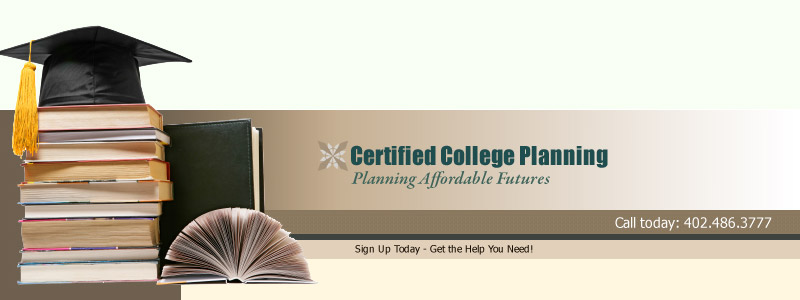 Certified College Planning
Planning Affordable Futures
Call today: 402.486.3777
Sign Up Today - Get the Help You Need!